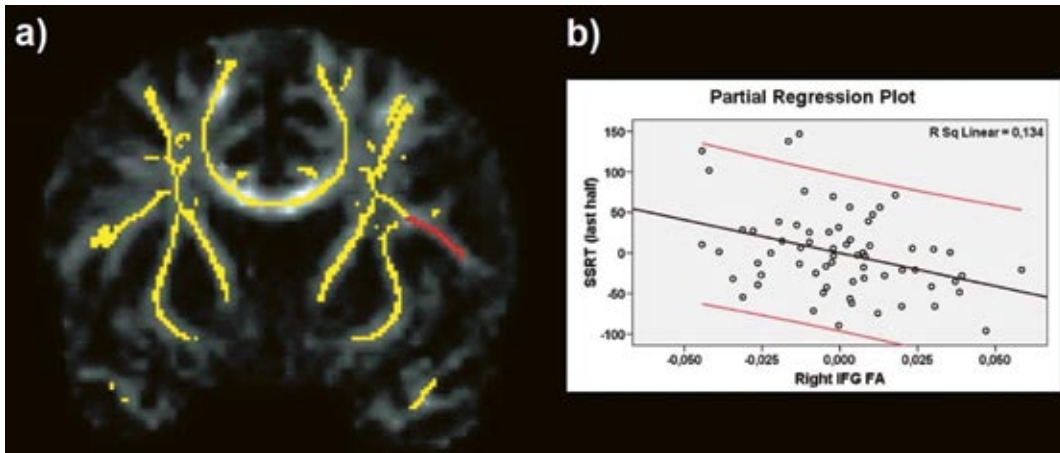 a)
b)
Partial Regression Plot
R Sq Linear = 0,134
SSRT (last half)
150
100
50
0
-50
-100
-0,050
-0,025
0,000
0,025
0,050
Right IFG FA